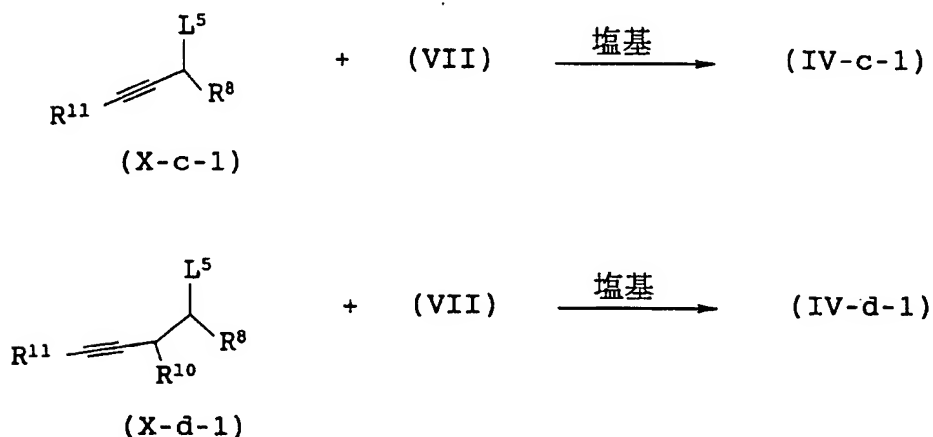 L⁵
塩基
+ (VII) (IV-c-1)
R¹¹ R⁸
(X-c-1)
L⁵
塩基
+ (VII) (IV-d-1)
R¹¹ R⁸
R¹⁰
(X-d-1)